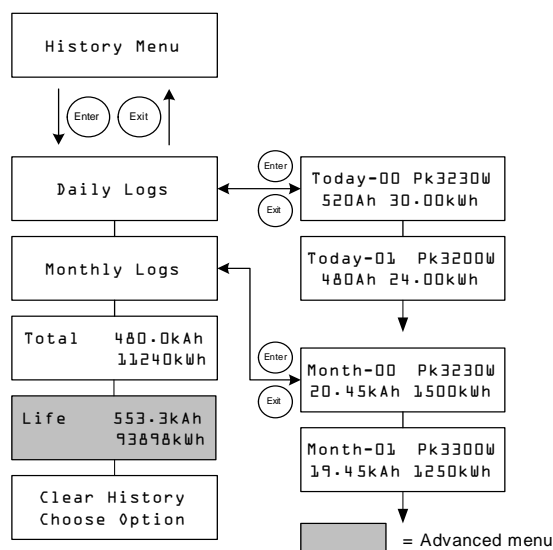 History Menu
Enter
Exit
Daily Logs
Enter
Exit
Today-00 Pk3230W
520Ah 30.00kWh
Today-01 Pk3200W
480Ah 24.00kWh
Monthly Logs
Total 480.0kAh
11240kWh
Enter
Exit
Month-00 Pk3230W
20.45kAh 1500kWh
Life 553.3kAh
93898kWh
Month-01 Pk3300W
19.45kAh 1250kWh
Clear History
Choose Option
= Advanced menu